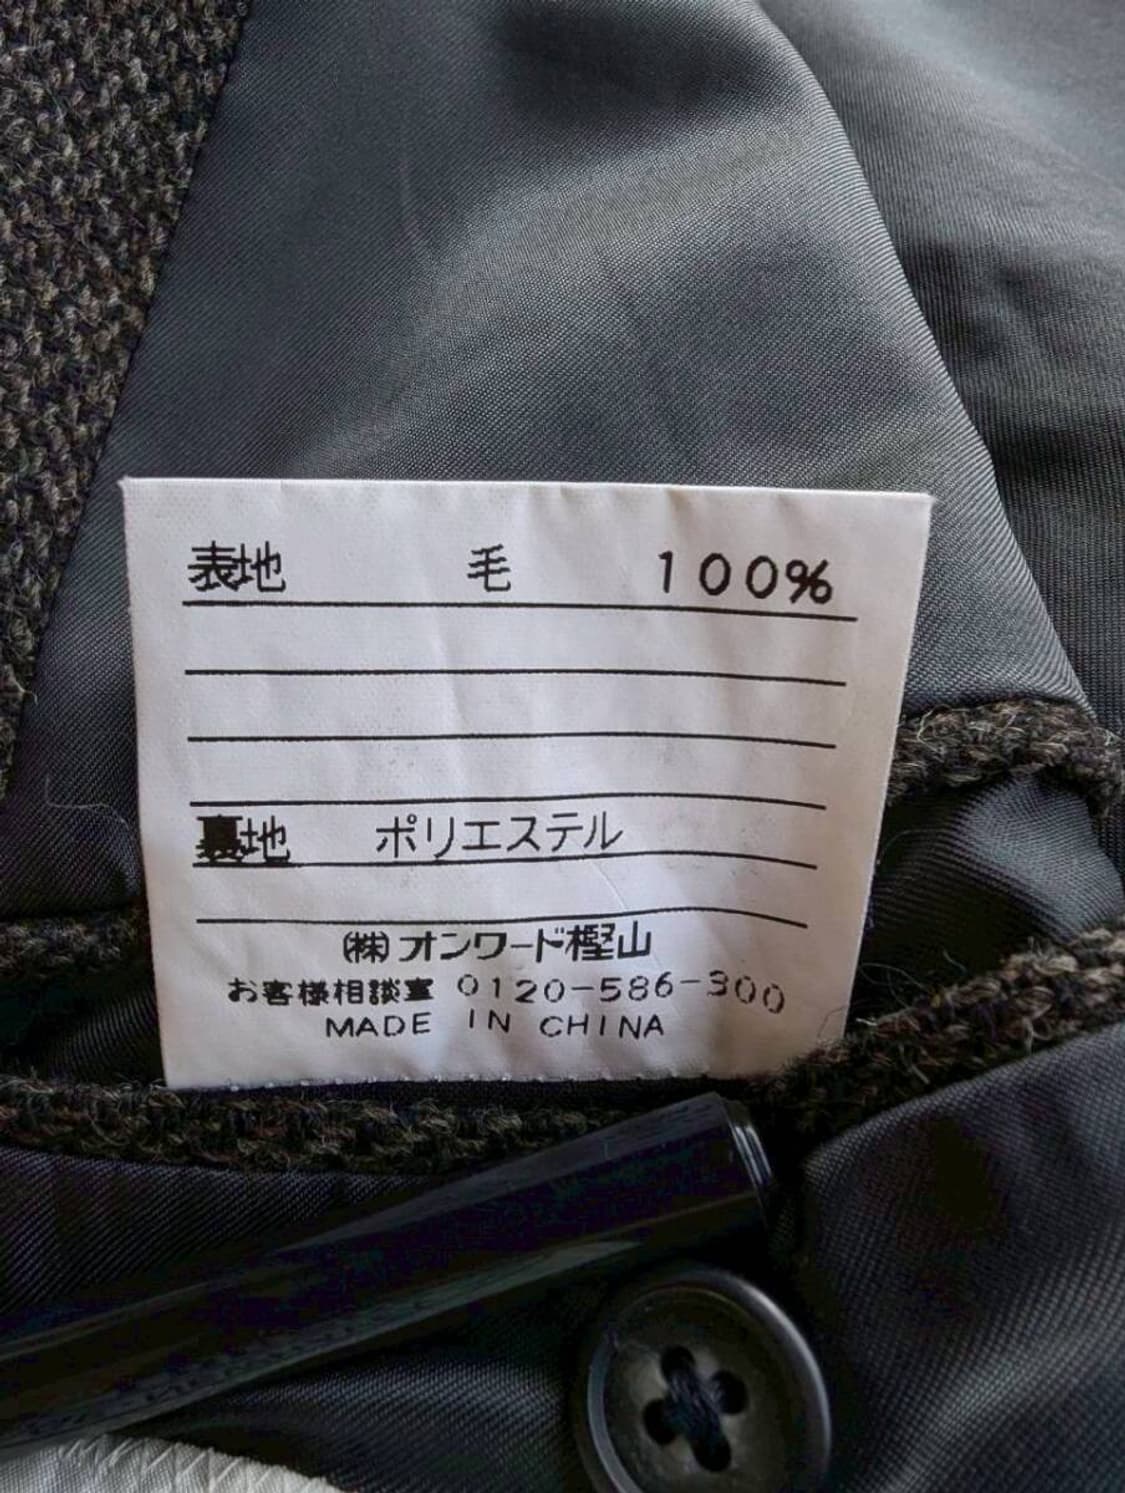 表地 毛 100%
裏地 ポリエステル
(株)オンワード樫山
お客様相談室 0120-586-300
MADE IN CHINA